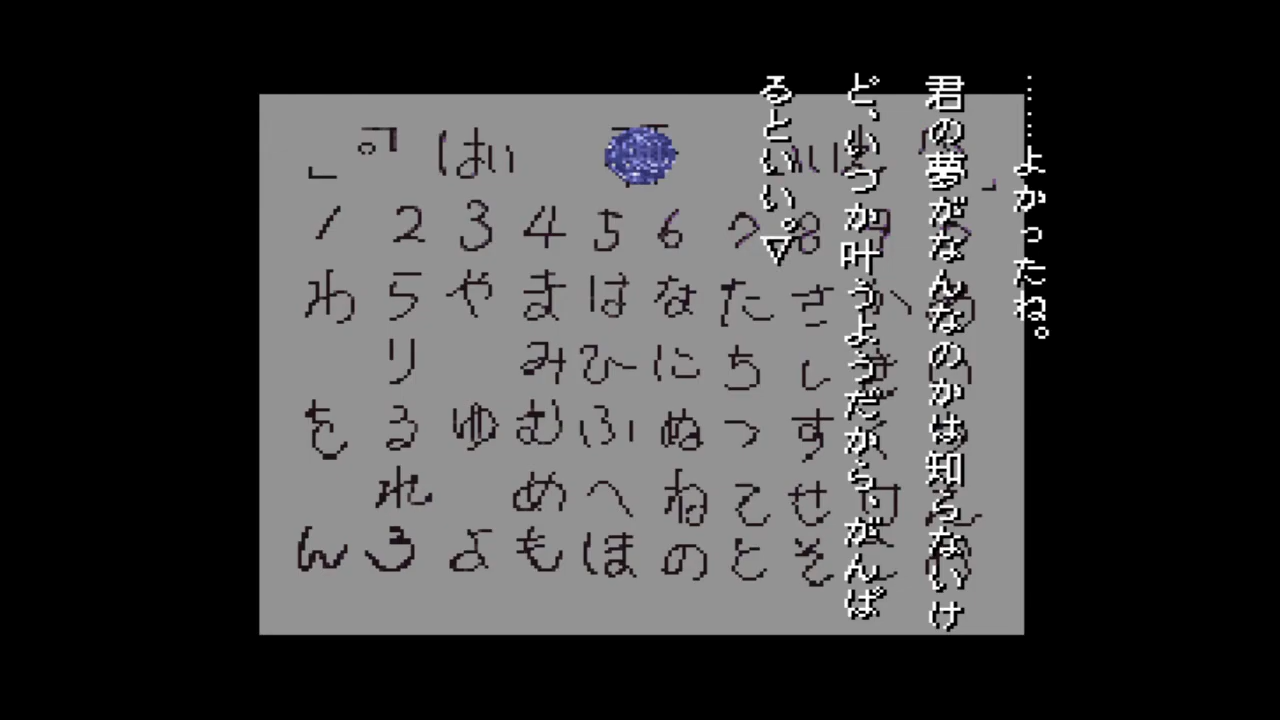 ……よかったね。
君の夢がなんなのかは知らないけ
ど、いつか叶うようだから、がんば
るといい。▽
」 。 はい
1 2 3 4 5 6 7 8
わ ら や ま は な た さ
り み ひ に ち し
を る ゆ む ふ ぬ つ す
れ め へ ね て せ
ん ろ よ も ほ の と そ